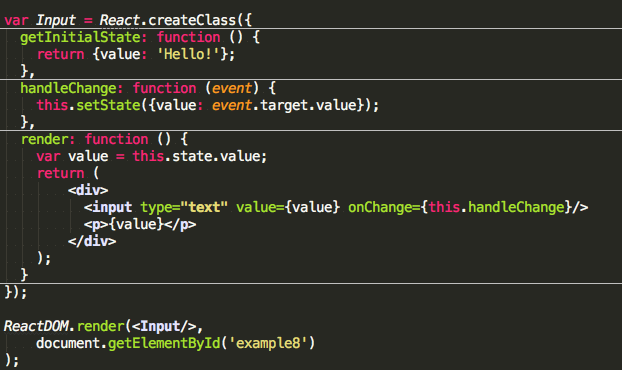 var Input = React.createClass({
  getInitialState: function () {
    return {value: 'Hello!'};
  },
  handleChange: function (event) {
    this.setState({value: event.target.value});
  },
  render: function () {
    var value = this.state.value;
    return (
        <div>
          <input type="text" value={value} onChange={this.handleChange}/>
          <p>{value}</p>
        </div>
    );
  }
});

ReactDOM.render(<Input/>,
    document.getElementById('example8')
);